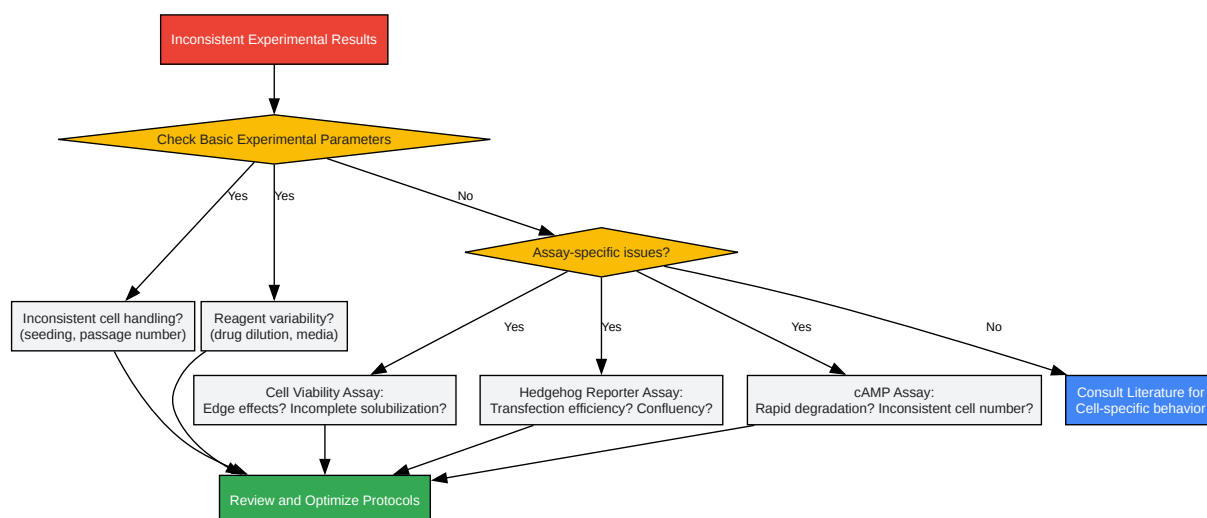 Inconsistent Experimental Results
Check Basic Experimental Parameters
Yes
Yes
No
Assay-specific issues?
Inconsistent cell handling?
(seeding, passage number)
Reagent variability?
(drug dilution, media)
Yes
Yes
Yes
No
Cell Viability Assay:
Edge effects? Incomplete solubilization?
Hedgehog Reporter Assay:
Transfection efficiency? Confluency?
cAMP Assay:
Rapid degradation? Inconsistent cell number?
Consult Literature for
Cell-specific behavior
Review and Optimize Protocols